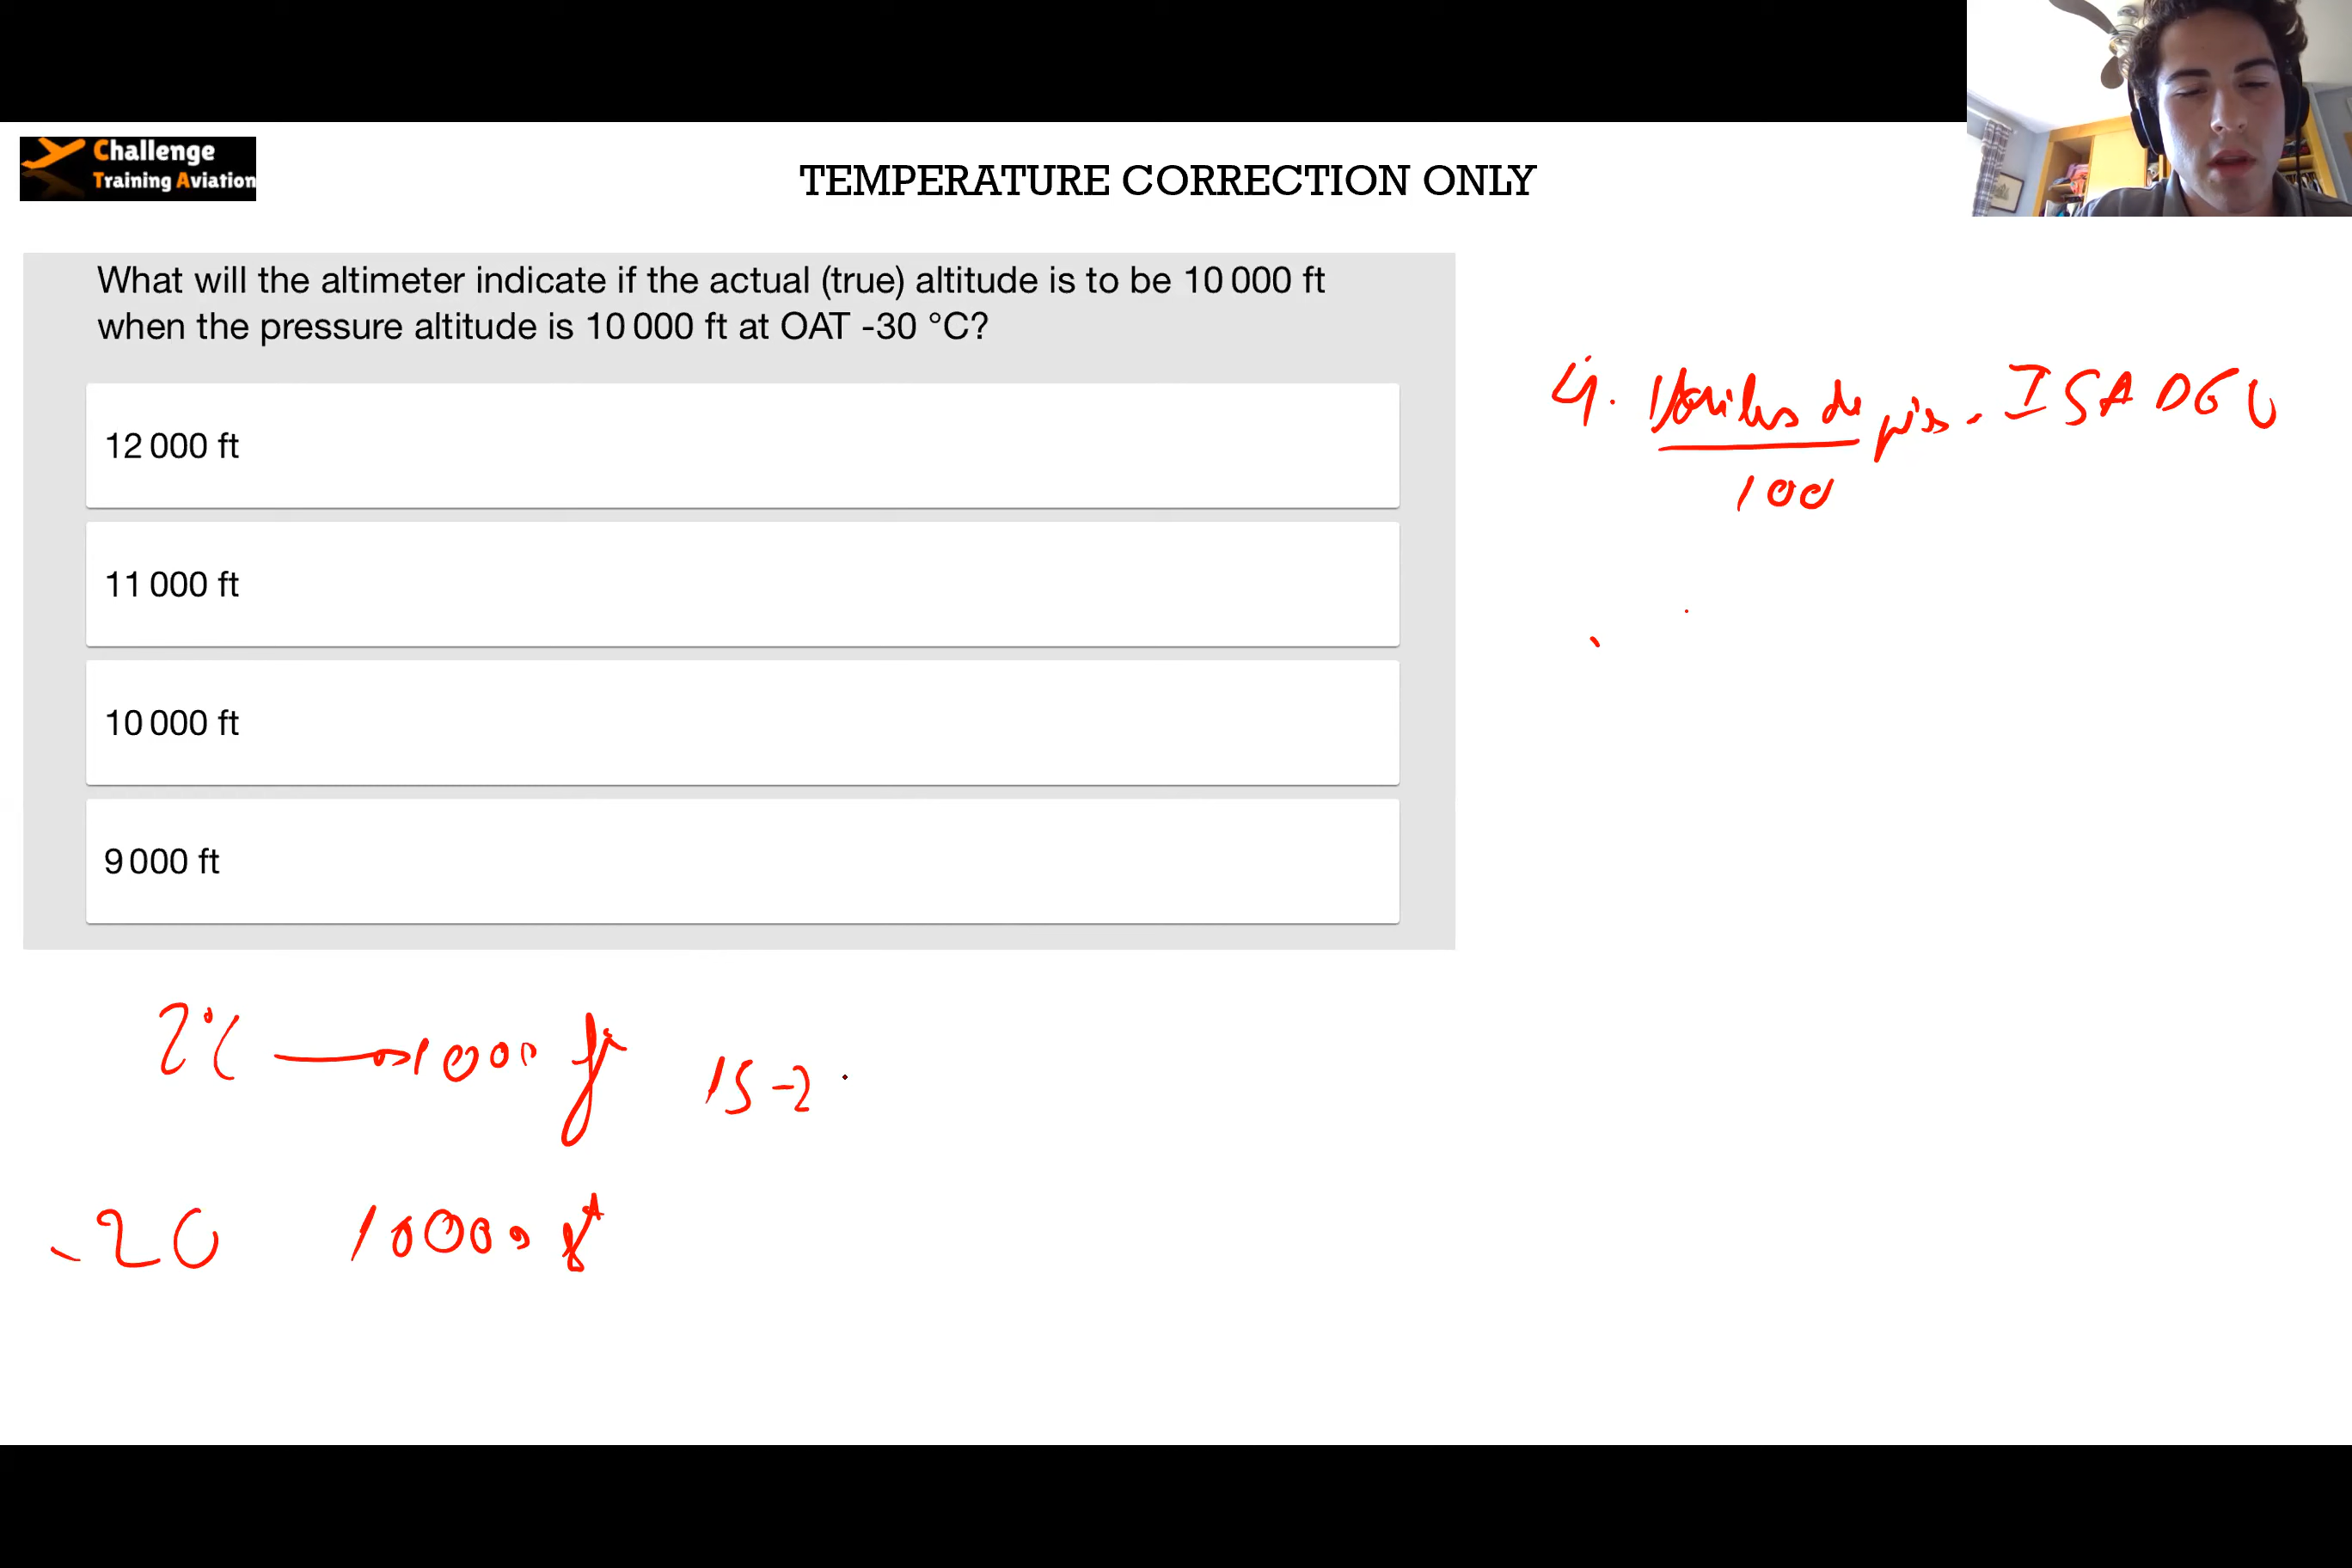 Challenge
Training Aviation
TEMPERATURE CORRECTION ONLY
What will the altimeter indicate if the actual (true) altitude is to be 10 000 ft
when the pressure altitude is 10 000 ft at OAT -30 °C?
12 000 ft
11 000 ft
10 000 ft
9 000 ft
4. de . ISA DEV
100
2°C → 1000 ft 15 -2
-20 10000 ft